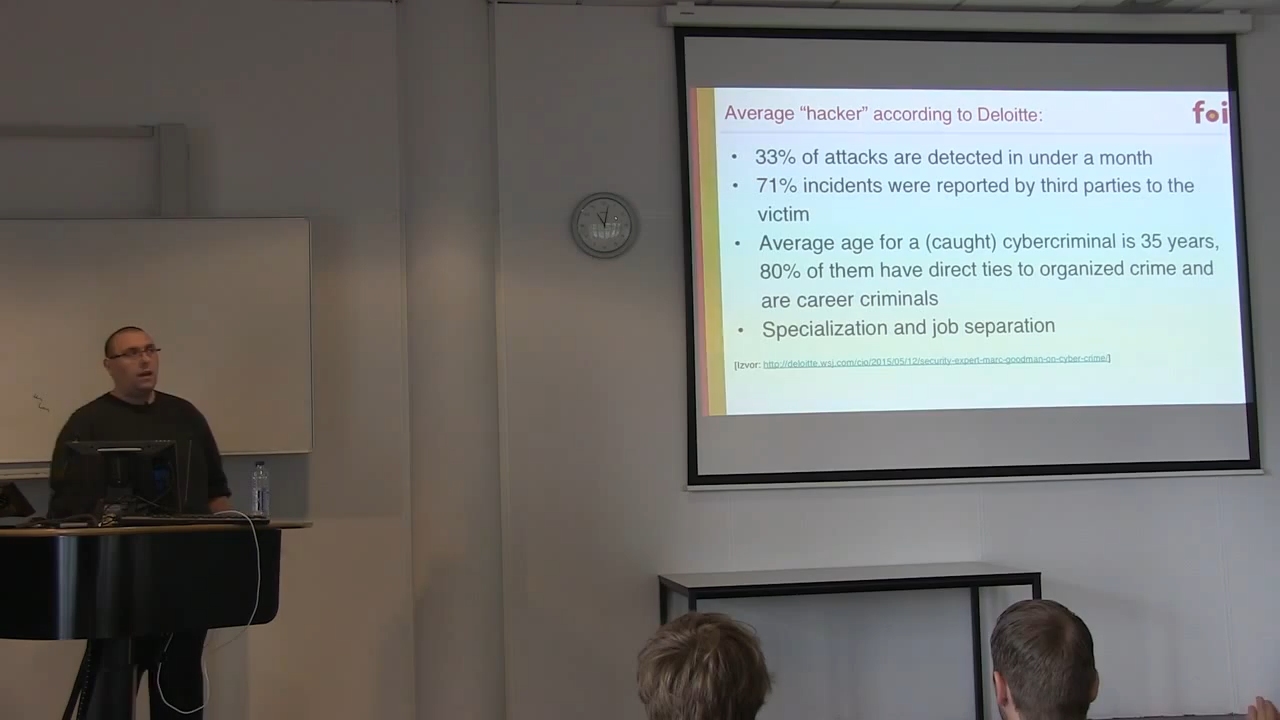 Average “hacker” according to Deloitte:
foi
• 33% of attacks are detected in under a month
• 71% incidents were reported by third parties to the
victim
• Average age for a (caught) cybercriminal is 35 years,
80% of them have direct ties to organized crime and
are career criminals
• Specialization and job separation
[Izvor: http://deloitte.wsj.com/cio/2015/05/12/security-expert-marc-goodman-on-cyber-crime/]